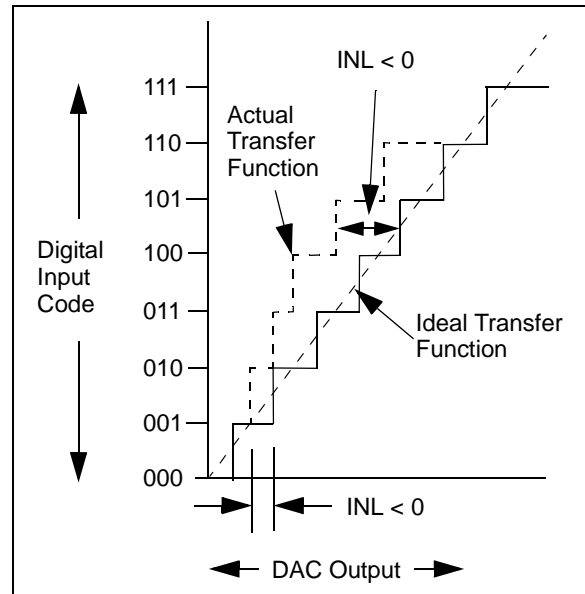 INL < 0
111
Actual
Transfer
Function
110
101
Digital
Input
Code
100
011
Ideal Transfer
Function
010
001
000
INL < 0
DAC Output